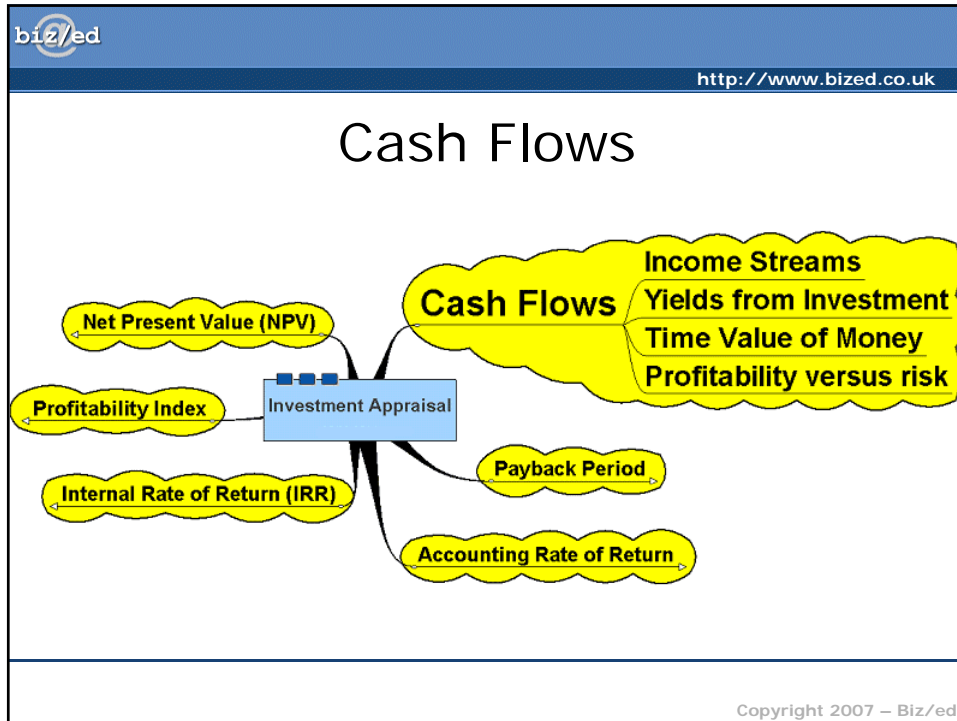 biz/ed
http://www.bized.co.uk
Cash Flows
Cash Flows
Income Streams
Yields from Investment
Time Value of Money
Profitability versus risk
Net Present Value (NPV)
Profitability Index
Investment Appraisal
Internal Rate of Return (IRR)
Payback Period
Accounting Rate of Return
Copyright 2007 – Biz/ed